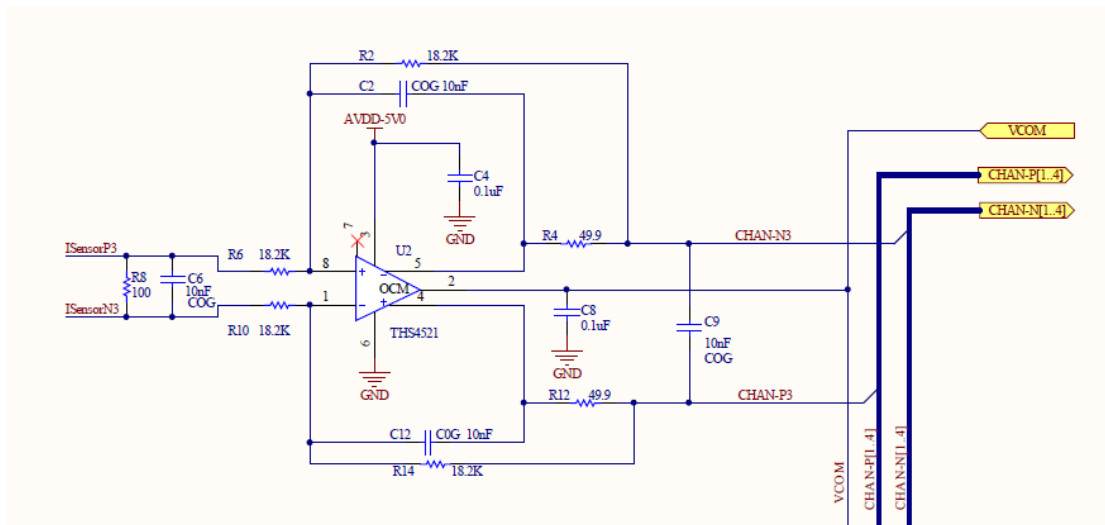 R2 18.2K
C2 COG 10nF
AVDD-5V0
VCOM
C4
0.1uF
CHAN-P[1..4]
CHAN-N[1..4]
GND
7
3
R4 49.9
CHAN-N3
ISensorP3
R6 18.2K
8
5
R8
100
C6
10nF
COG
OCM
2
ISensorN3
1
4
R10 18.2K
THS4521
C8
0.1uF
C9
10nF
COG
6
GND
GND
R12 49.9
CHAN-P3
C12 C0G 10nF
R14 18.2K
VCOM
CHAN-P[1..4]
CHAN-N[1..4]